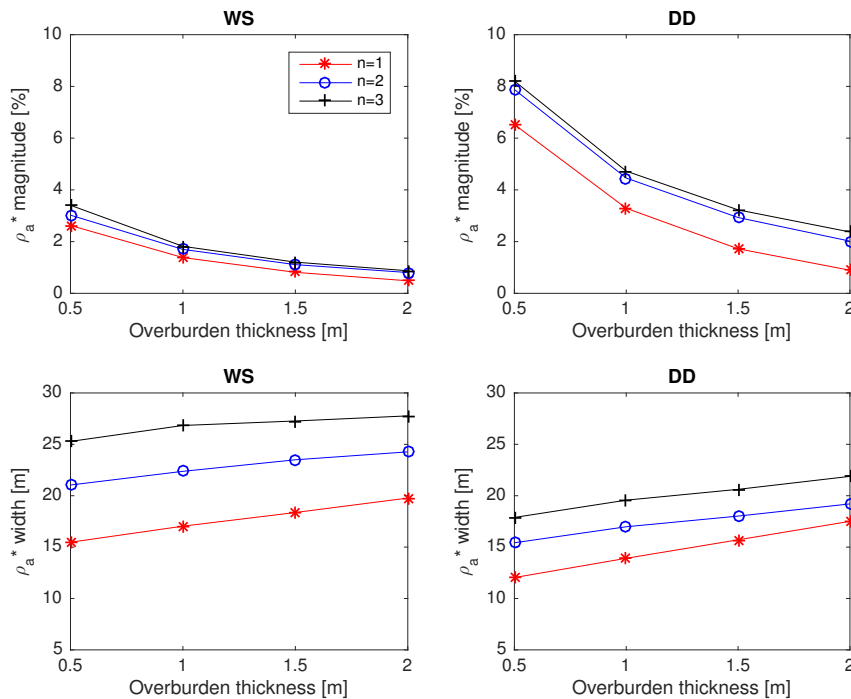 WS
DD
10
8
6
4
2
0
ρa* magnitude [%]
n=1
n=2
n=3
0.5 1 1.5 2
Overburden thickness [m]
10
8
6
4
2
0
ρa* magnitude [%]
0.5 1 1.5 2
Overburden thickness [m]
WS
DD
30
25
20
15
10
5
ρa* width [m]
0.5 1 1.5 2
Overburden thickness [m]
30
25
20
15
10
5
ρa* width [m]
0.5 1 1.5 2
Overburden thickness [m]